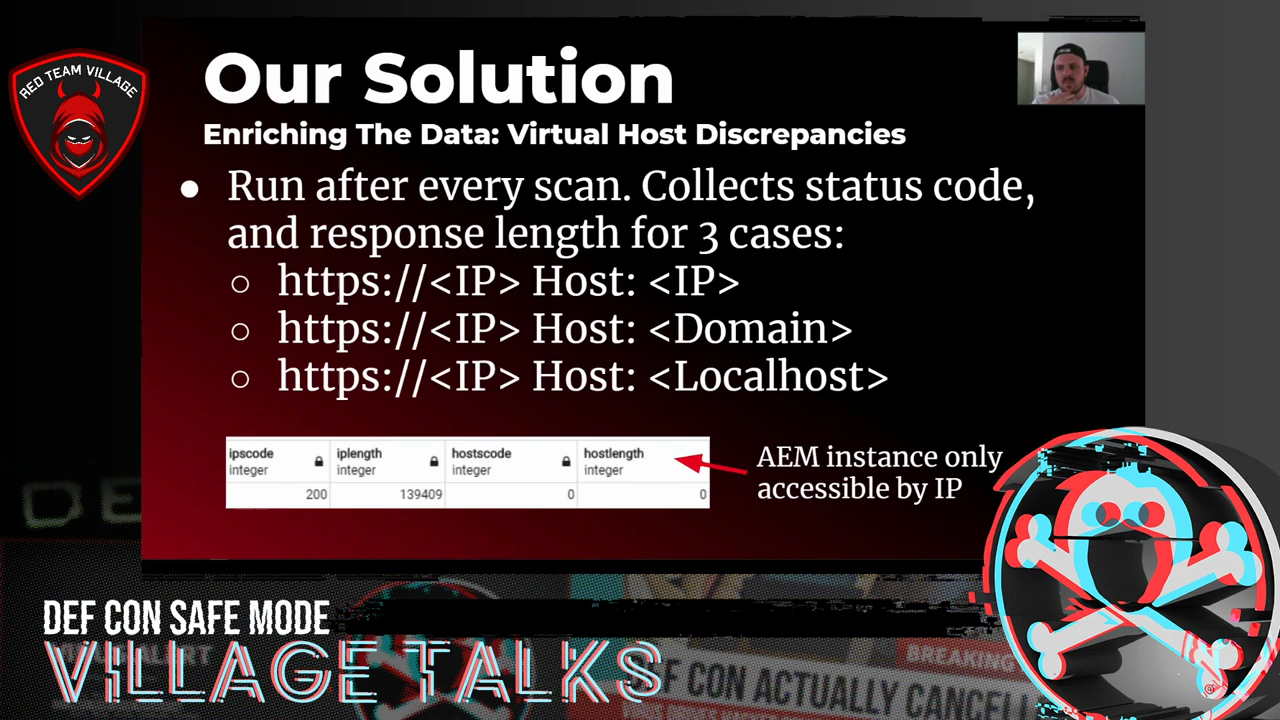 RED TEAM VILLAGE
Our Solution
Enriching The Data: Virtual Host Discrepancies
● Run after every scan. Collects status code,
and response length for 3 cases:
○ https://<IP> Host: <IP>
○ https://<IP> Host: <Domain>
○ https://<IP> Host: <Localhost>
ipscode iplength hostscode hostlength
integer integer integer integer
200 139409 0 0
AEM instance only
accessible by IP
DE
DEF CON SAFE MODE
VILLAGE TALKS
BREAKING
DEF CON ACTUALLY CANCELL